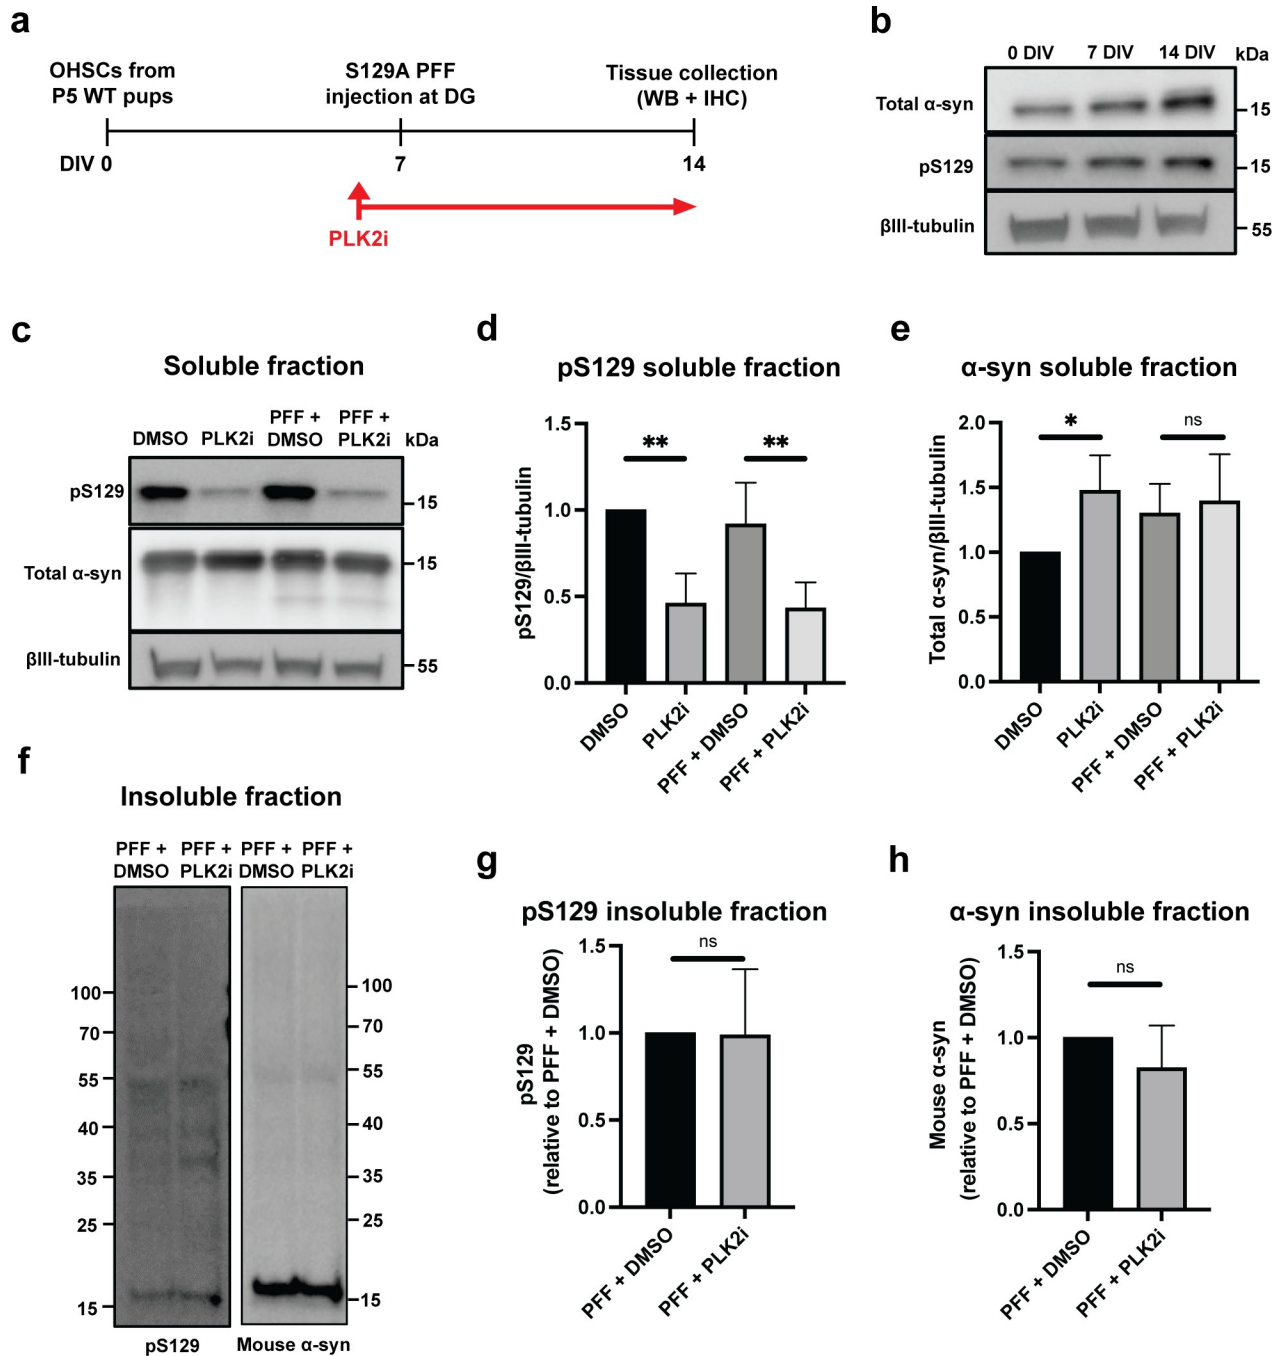 a
OHSCs from
P5 WT pups
S129A PFF
injection at DG
Tissue collection
(WB + IHC)
DIV 0
7
14
PLK2i
b
0 DIV 7 DIV 14 DIV kDa
Total α-syn
15
pS129
15
βIII-tubulin
55
c
Soluble fraction
DMSO PLK2i PFF + DMSO PFF + PLK2i kDa
pS129
15
Total α-syn
15
βIII-tubulin
55
d
pS129 soluble fraction
pS129/βIII-tubulin
1.5
1.0
0.5
0.0
** **
DMSO
PLK2i
PFF + DMSO
PFF + PLK2i
e
α-syn soluble fraction
Total α-syn/βIII-tubulin
2.0
1.5
1.0
0.5
0.0
* ns
DMSO
PLK2i
PFF + DMSO
PFF + PLK2i
f
Insoluble fraction
PFF + PFF + PFF + PFF +
DMSO PLK2i DMSO PLK2i
100
70
55
40
35
25
15
100
70
55
40
35
25
15
pS129 Mouse α-syn
g
pS129 insoluble fraction
pS129
(relative to PFF + DMSO)
1.5
1.0
0.5
0.0
ns
PFF + DMSO
PFF + PLK2i
h
α-syn insoluble fraction
Mouse α-syn
(relative to PFF + DMSO)
1.5
1.0
0.5
0.0
ns
PFF + DMSO
PFF + PLK2i